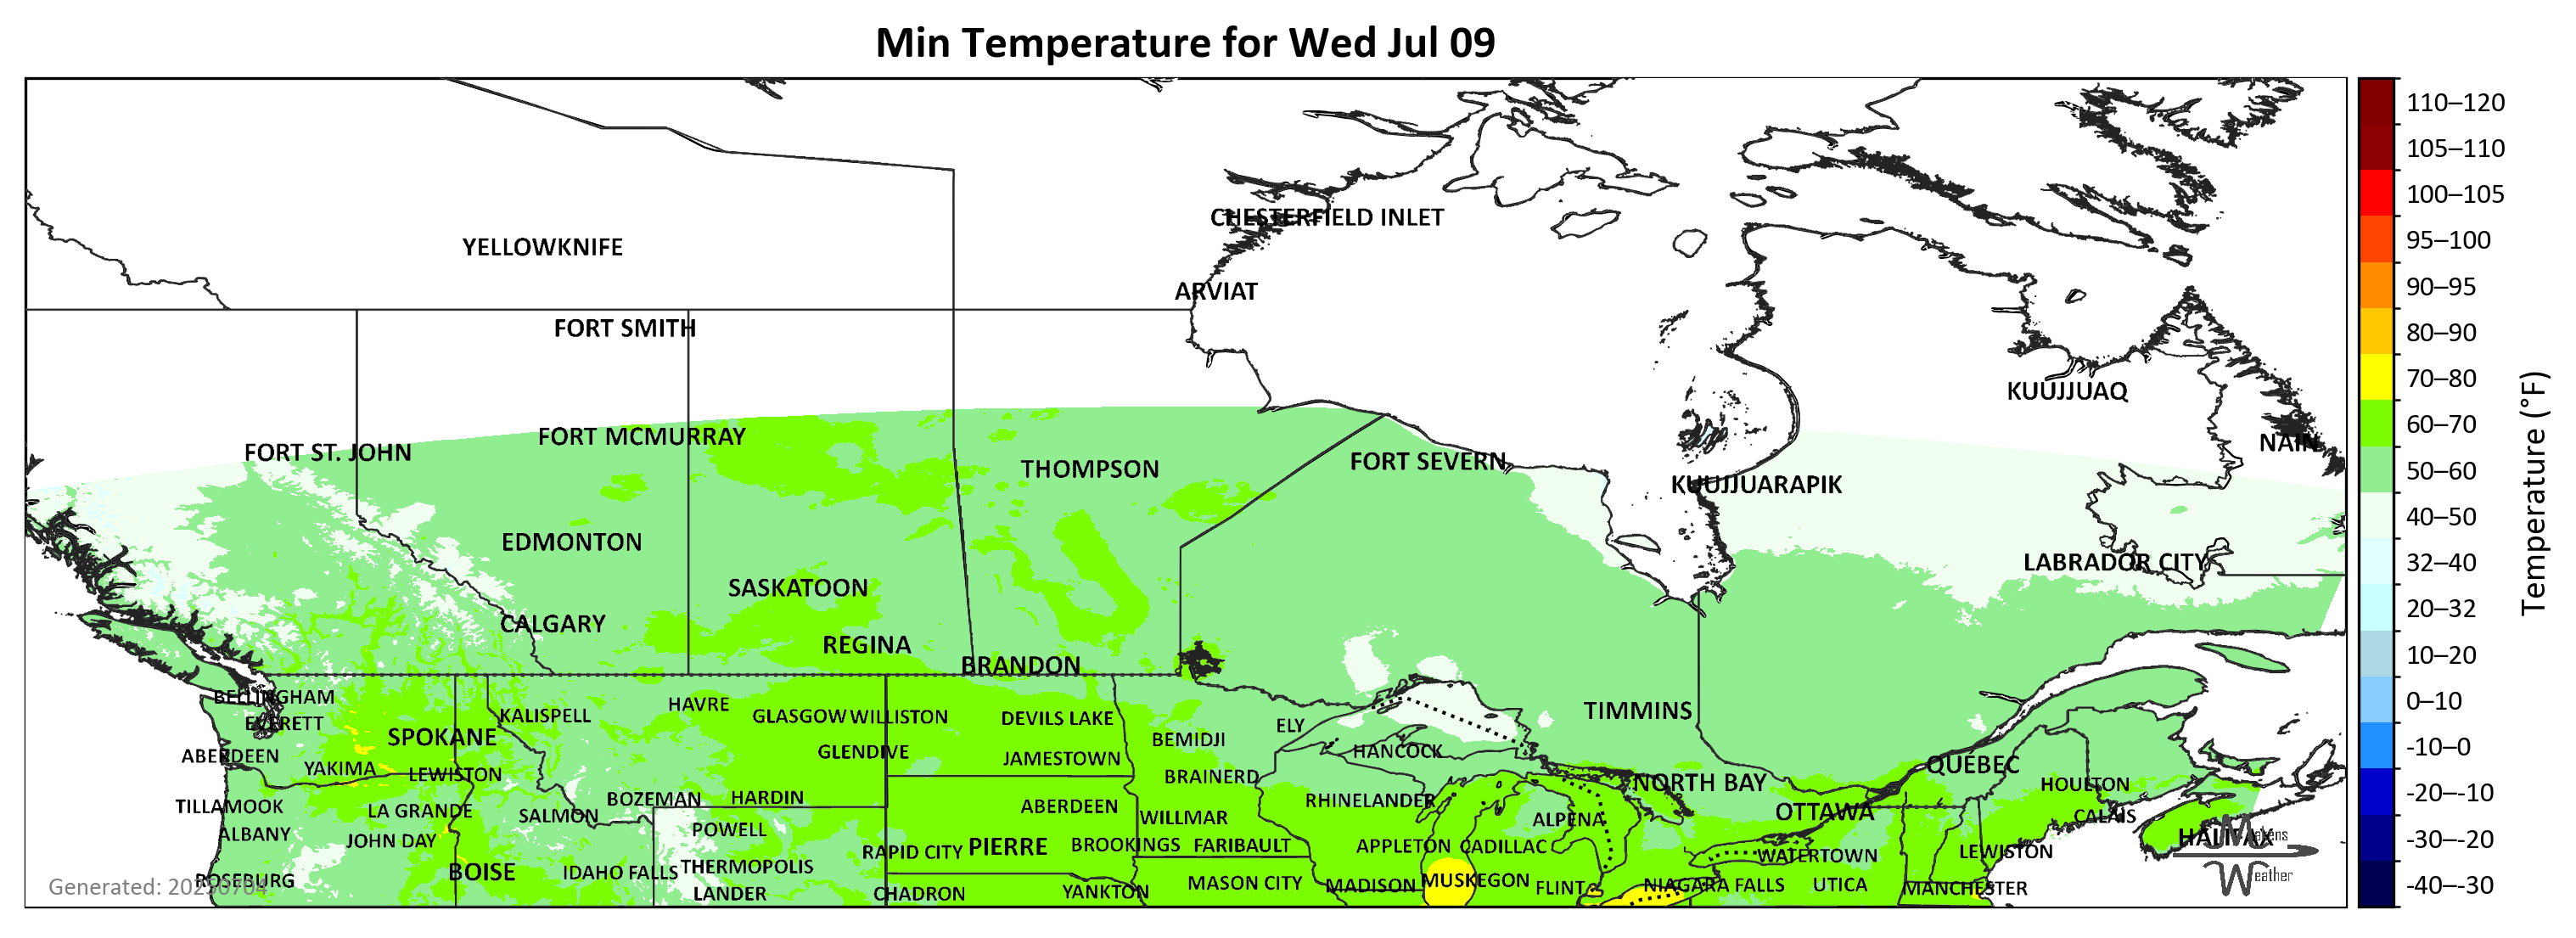 Min Temperature for Wed Jul 09
110–120
105–110
100–105
95–100
90–95
80–90
70–80
60–70
50–60
40–50
32–40
20–32
10–20
0–10
-10–0
-20–-10
-30–-20
-40–-30
Temperature (°F)
CHESTERFIELD INLET
YELLOWKNIFE
ARVIAT
FORT SMITH
KUUJJUAQ
FORT MCMURRAY
NAIN
FORT ST. JOHN
FORT SEVERN
THOMPSON
KUUJJUARAPIK
EDMONTON
LABRADOR CITY
SASKATOON
CALGARY
REGINA
BRANDON
BELLINGHAM
HAVRE
TIMMINS
KALISPELL
GLASGOW WILLISTON
DEVILS LAKE
EVERETT
ELY
SPOKANE
BEMIDJI
ABERDEEN
GLENDIVE
JAMESTOWN
HANCOCK
QUÉBEC
YAKIMA
LEWISTON
BRAINERD
NORTH BAY
HOULTON
BOZEMAN
HARDIN
RHINELANDER
TILLAMOOK
LA GRANDE
SALMON
ABERDEEN
WILLMAR
ALPENA
OTTAWA
CALAIS
ALBANY
JOHN DAY
POWELL
HALIFAX
Makens
Weather
RAPID CITY
PIERRE
BROOKINGS
FARIBAULT
APPLETON
CADILLAC
WATERTOWN
LEWISTON
BOISE
IDAHO FALLS
THERMOPOLIS
ROSEBURG
Generated: 20250704
LANDER
CHADRON
YANKTON
MASON CITY
MADISON
MUSKEGON
FLINT
NIAGARA FALLS
UTICA
MANCHESTER